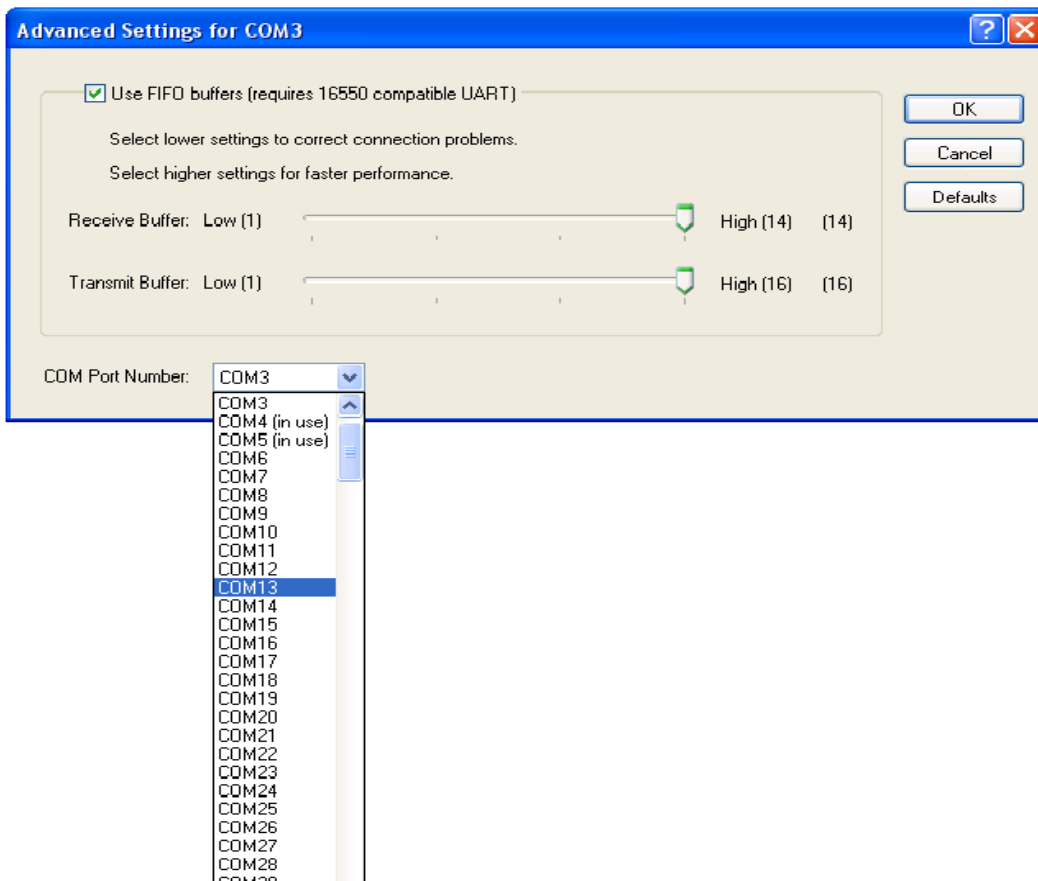 Advanced Settings for COM3
Use FIFO buffers (requires 16550 compatible UART)
OK
Select lower settings to correct connection problems.
Cancel
Select higher settings for faster performance.
Defaults
Receive Buffer: Low (1) High (14) (14)
Transmit Buffer: Low (1) High (16) (16)
COM Port Number: COM3
COM3
COM4 (in use)
COM5 (in use)
COM6
COM7
COM8
COM9
COM10
COM11
COM12
COM13
COM14
COM15
COM16
COM17
COM18
COM19
COM20
COM21
COM22
COM23
COM24
COM25
COM26
COM27
COM28